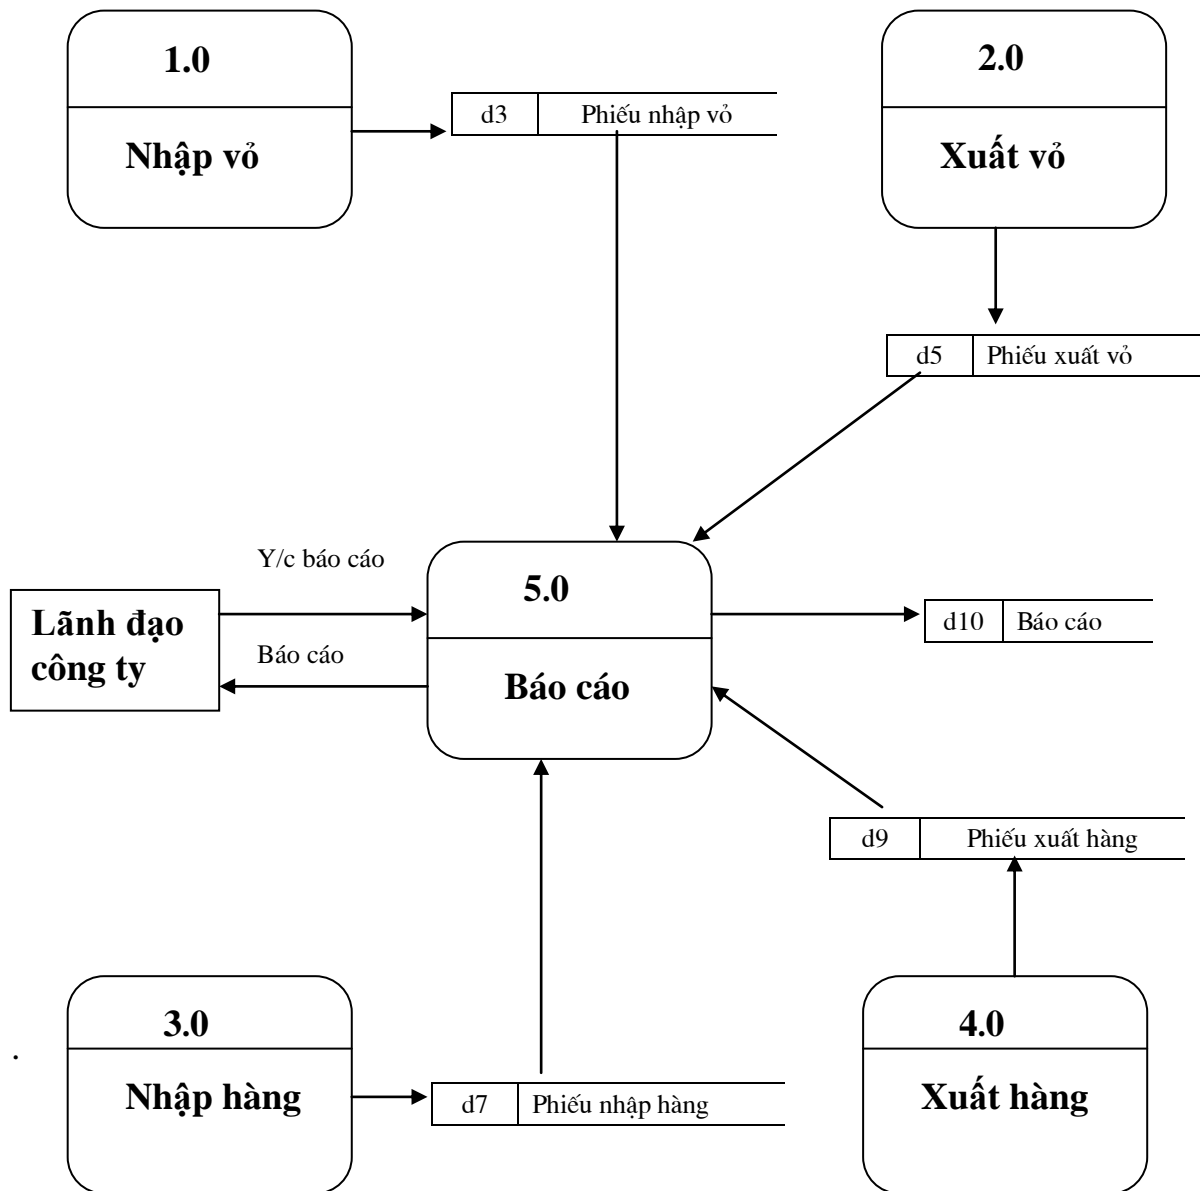 1.0
Nhập vỏ
d3 Phiếu nhập vỏ
2.0
Xuất vỏ
d5 Phiếu xuất vỏ
Y/c báo cáo
Lãnh đạo
công ty
Báo cáo
5.0
Báo cáo
d10 Báo cáo
d9 Phiếu xuất hàng
3.0
Nhập hàng
d7 Phiếu nhập hàng
4.0
Xuất hàng
.